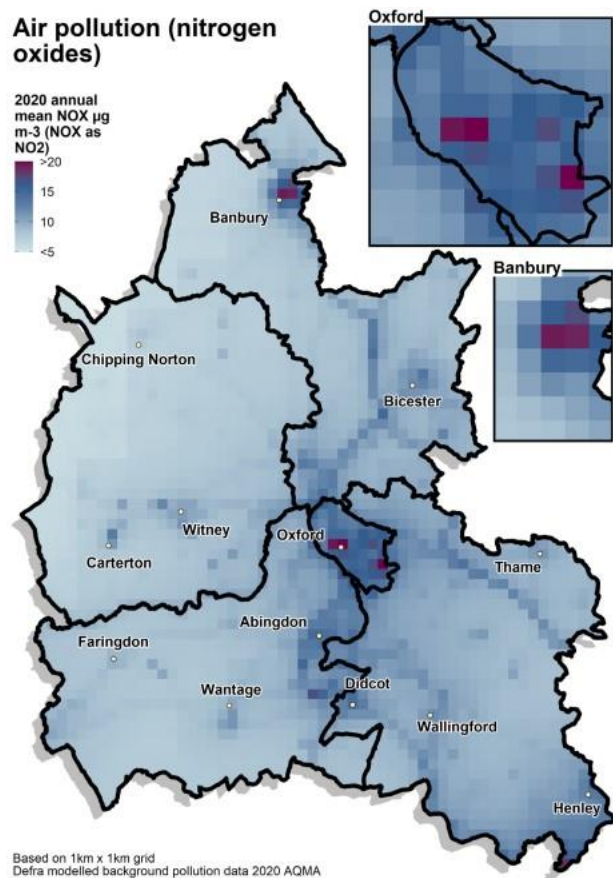 Air pollution (nitrogen
oxides)
2020 annual
mean NOX µg
m-3 (NOX as
NO2)
>20
15
10
<5
Oxford
Banbury
Banbury
Chipping Norton
Bicester
Witney
Carterton
Oxford
Thame
Abingdon
Faringdon
Wantage
Didcot
Wallingford
Henley
Based on 1km x 1km grid
Defra modelled background pollution data 2020 AQMA